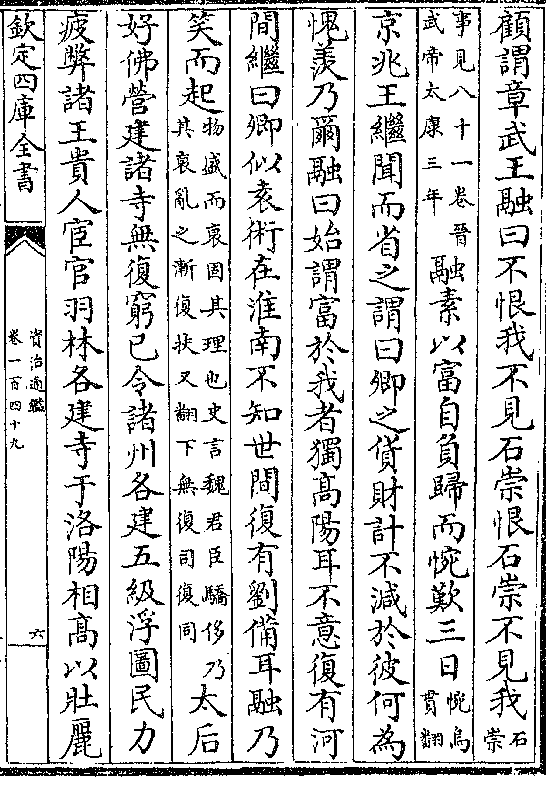 顧謂章武王融曰不恨我不見石崇恨石崇不見我石崇
事見八十一卷晉武帝太康三年融素以富自負歸而惋歎三日惋烏貫翻
京兆王繼聞而省之謂曰卿之貨財計不減於彼何為
愧羨乃爾融曰始謂富於我者獨髙陽耳不意復有河
間繼曰卿似袁術在淮南不知世間復有劉備耳融乃
笑而起物盛而衰固其理也史言魏君臣驕侈乃其衰亂之漸復扶又翻下無復司復同太后
好佛營建諸寺無復窮已令諸州各建五級浮圖民力
疲弊諸王貴人宦官羽林各建寺于洛陽相髙以壯麗
欽定四庫全書
資治通鑑
卷一百四十九
六